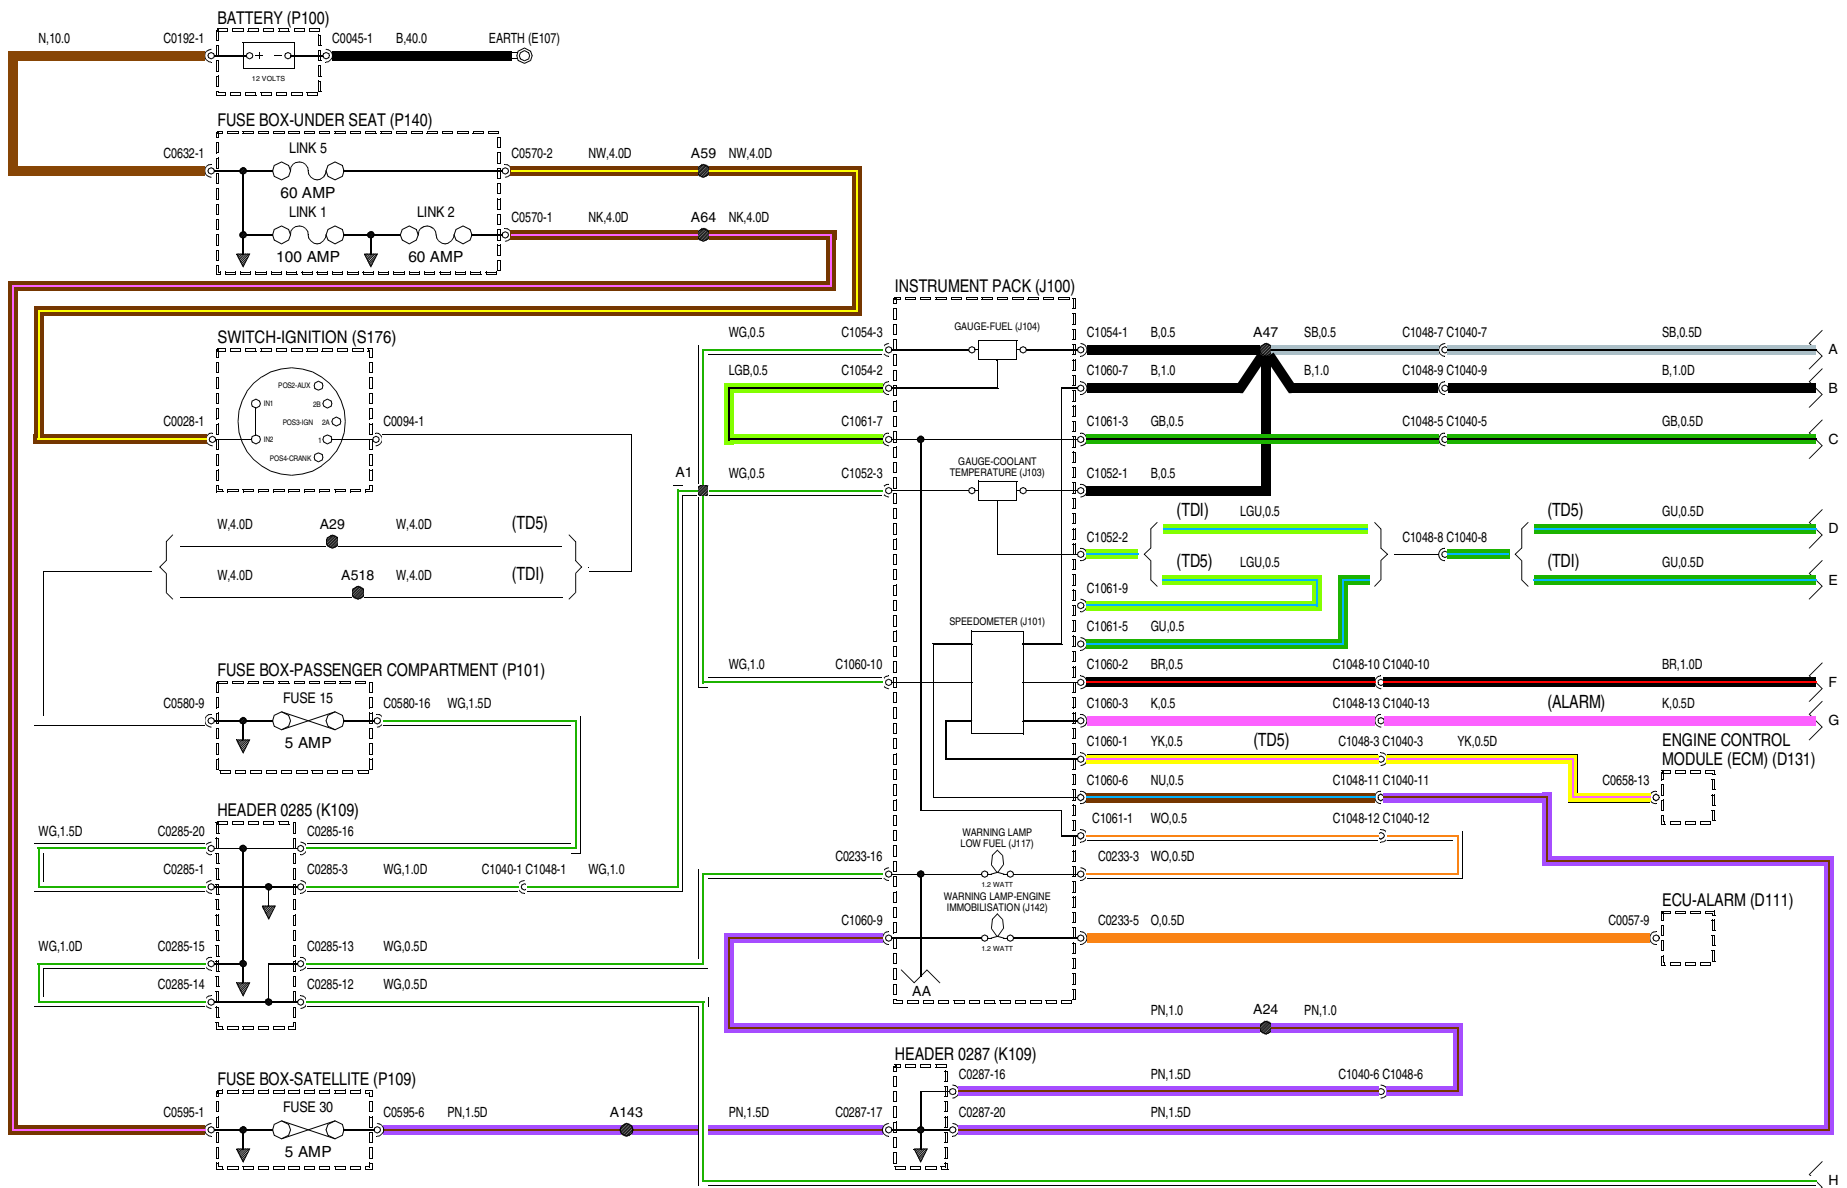 BATTERY (P100)
N,10.0 C0192-1 C0045-1 B,40.0 EARTH (E107)
+ −
12 VOLTS
FUSE BOX-UNDER SEAT (P140)
C0632-1 LINK 5 C0570-2 NW,4.0D A59 NW,4.0D
60 AMP
LINK 1 LINK 2 C0570-1 NK,4.0D A64 NK,4.0D
100 AMP 60 AMP
SWITCH-IGNITION (S176)
POS2-AUX
IN1 2B
POS3-IGN 2A
C0028-1 C0094-1
IN2 1
POS4-CRANK
W,4.0D A29 W,4.0D (TD5)
W,4.0D A518 W,4.0D (TDI)
FUSE BOX-PASSENGER COMPARTMENT (P101)
C0580-9 FUSE 15 C0580-16 WG,1.5D
5 AMP
HEADER 0285 (K109)
WG,1.5D C0285-20 C0285-16
C0285-1 C0285-3 WG,1.0D C1040-1 C1048-1 WG,1.0
WG,1.0D C0285-15 C0285-13 WG,0.5D
C0285-14 C0285-12 WG,0.5D
FUSE BOX-SATELLITE (P109)
C0595-1 FUSE 30 C0595-6 PN,1.5D A143 PN,1.5D C0287-17
5 AMP
A1
INSTRUMENT PACK (J100)
WG,0.5 C1054-3 GAUGE-FUEL (J104) C1054-1 B,0.5 A47 SB,0.5 C1048-7 C1040-7 SB,0.5D A
LGB,0.5 C1054-2 C1060-7 B,1.0 B,1.0 C1048-9 C1040-9 B,1.0D B
C1061-7 C1061-3 GB,0.5 C1048-5 C1040-5 GB,0.5D C
WG,0.5 C1052-3 GAUGE-COOLANT
TEMPERATURE (J103) C1052-1 B,0.5
(TDI) LGU,0.5 (TD5) GU,0.5D D
C1052-2 C1048-8 C1040-8
(TD5) LGU,0.5 (TDI) GU,0.5D E
C1061-9
SPEEDOMETER (J101) C1061-5 GU,0.5
WG,1.0 C1060-10 C1060-2 BR,0.5 C1048-10 C1040-10 BR,1.0D F
C1060-3 K,0.5 C1048-13 C1040-13 (ALARM) K,0.5D G
C1060-1 YK,0.5 (TD5) C1048-3 C1040-3 YK,0.5D
ENGINE CONTROL
MODULE (ECM) (D131)
C0658-13
C1060-6 NU,0.5 C1048-11 C1040-11
C1061-1 WO,0.5 C1048-12 C1040-12
WARNING LAMP
LOW FUEL (J117)
C0233-16 C0233-3 WO,0.5D
1.2 WATT
WARNING LAMP-ENGINE
IMMOBILISATION (J142)
C1060-9 C0233-5 O,0.5D C0057-9
ECU-ALARM (D111)
1.2 WATT
AA
PN,1.0 A24 PN,1.0
HEADER 0287 (K109)
C0287-16 PN,1.5D C1040-6 C1048-6
C0287-20 PN,1.5D
H